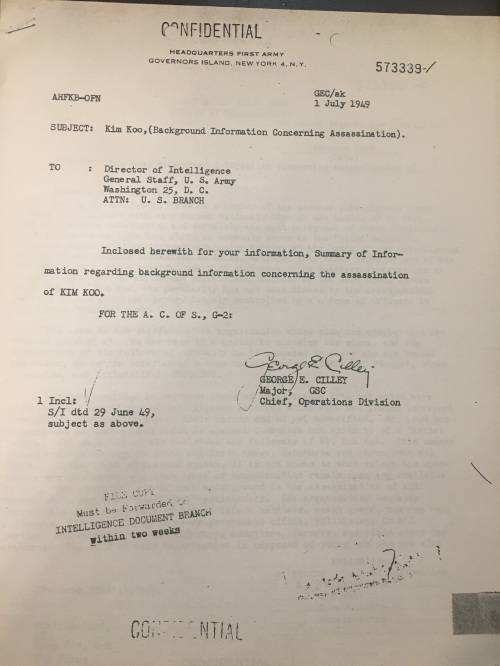 CONFIDENTIAL
HEADQUARTERS FIRST ARMY
GOVERNORS ISLAND, NEW YORK 4, N.Y.
573339-/
AHFKB-OPN
GEC/ak
1 July 1949
SUBJECT: Kim Koo,(Background Information Concerning Assassination).
TO : Director of Intelligence
General Staff, U. S. Army
Washington 25, D. C.
ATTN: U. S. BRANCH
Inclosed herewith for your information, Summary of Infor-
mation regarding background information concerning the assassination
of KIM KOO.
FOR THE A. C. OF S., G-2:
George E Cilley
GEORGE E. CILLEY
Major, GSC
Chief, Operations Division
1 Incl:
S/I dtd 29 June 49,
subject as above.
FILE COPY
Must be Forwarded to
INTELLIGENCE DOCUMENT BRANCH
within two weeks
CONFIDENTIAL